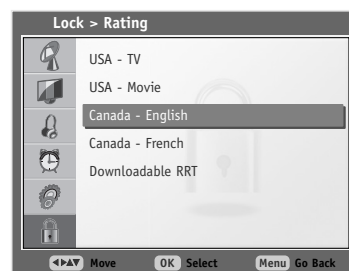 Lock > Rating
USA - TV
USA - Movie
Canada - English
Canada - French
Downloadable RRT
Move OK Select Menu Go Back